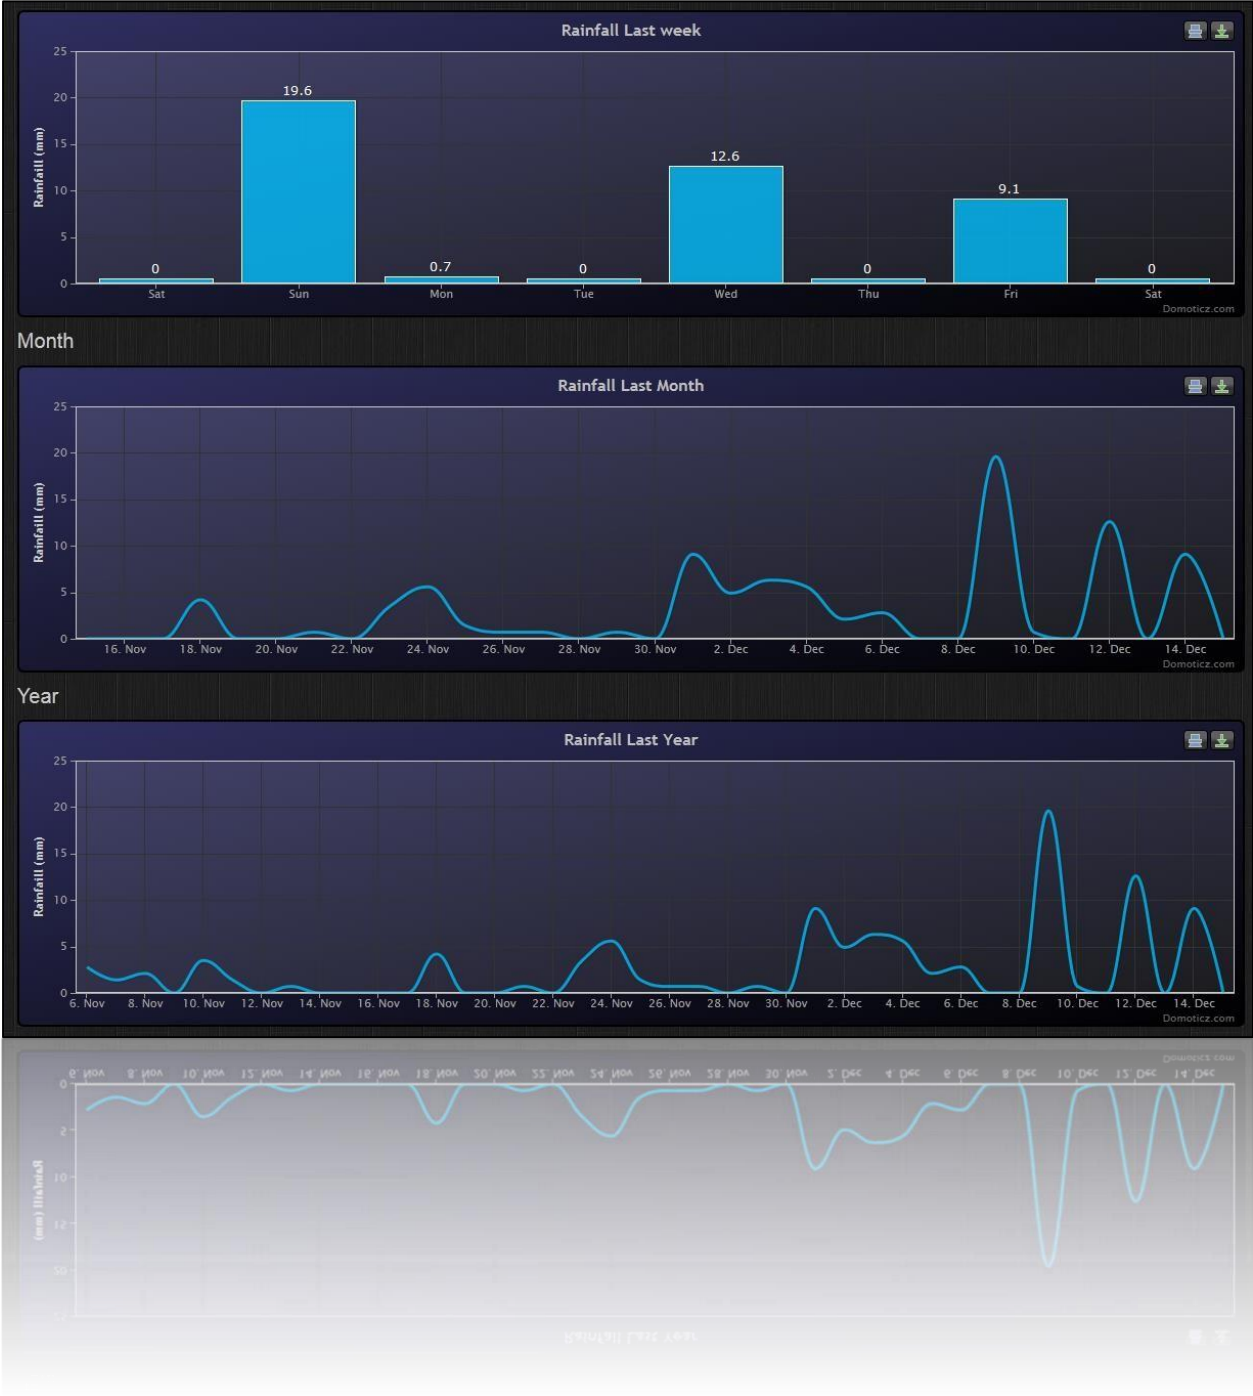 Rainfall Last week
25
20
15
10
5
0
Rainfaill (mm)
0
19.6
0.7
0
12.6
0
9.1
0
Sat Sun Mon Tue Wed Thu Fri Sat
Domoticz.com
Month
Rainfall Last Month
25
20
15
10
5
0
Rainfaill (mm)
16. Nov 18. Nov 20. Nov 22. Nov 24. Nov 26. Nov 28. Nov 30. Nov 2. Dec 4. Dec 6. Dec 8. Dec 10. Dec 12. Dec 14. Dec
Domoticz.com
Year
Rainfall Last Year
25
20
15
10
5
0
Rainfaill (mm)
6. Nov 8. Nov 10. Nov 12. Nov 14. Nov 16. Nov 18. Nov 20. Nov 22. Nov 24. Nov 26. Nov 28. Nov 30. Nov 2. Dec 4. Dec 6. Dec 8. Dec 10. Dec 12. Dec 14. Dec
Domoticz.com